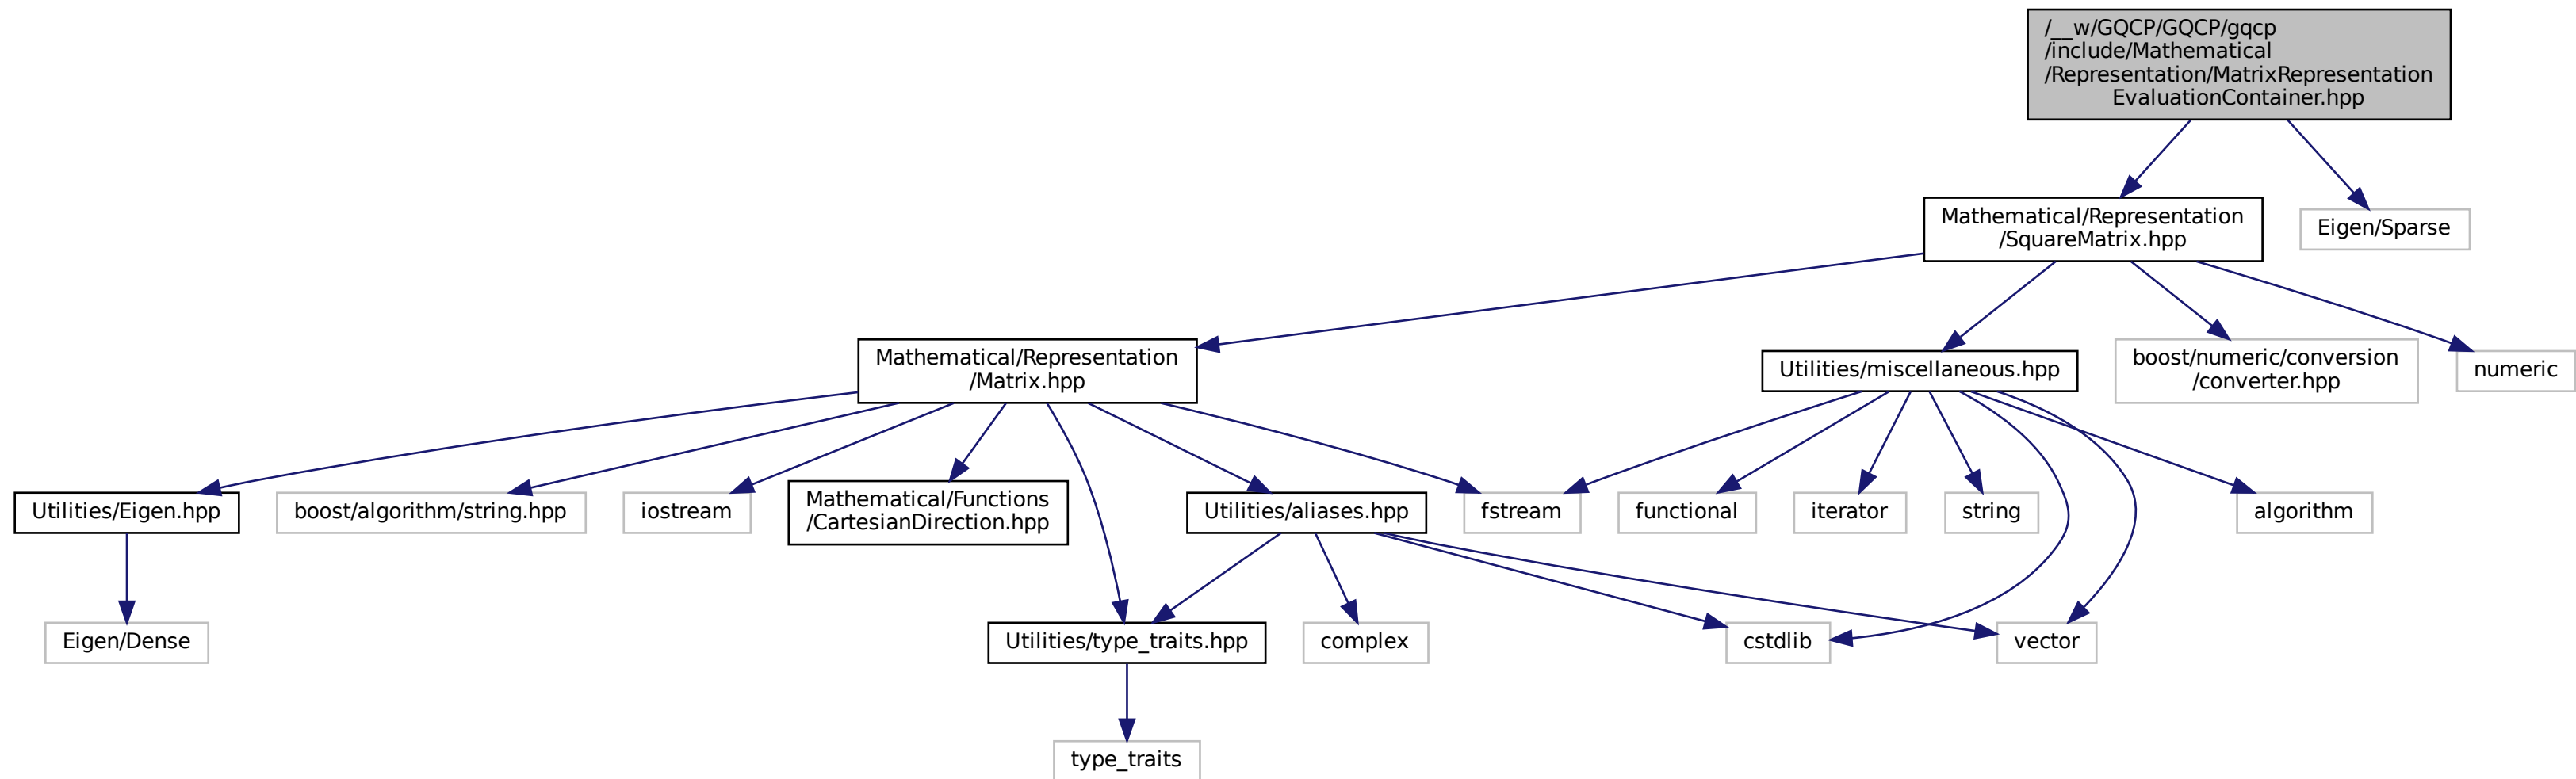 /__w/GQCP/GQCP/gqcp
/include/Mathematical
/Representation/MatrixRepresentation
EvaluationContainer.hpp
Mathematical/Representation
/SquareMatrix.hpp
Eigen/Sparse
Mathematical/Representation
/Matrix.hpp
Utilities/miscellaneous.hpp
boost/numeric/conversion
/converter.hpp
numeric
Utilities/Eigen.hpp
boost/algorithm/string.hpp
iostream
Mathematical/Functions
/CartesianDirection.hpp
Utilities/aliases.hpp
fstream
functional
iterator
string
algorithm
Eigen/Dense
Utilities/type_traits.hpp
complex
cstdlib
vector
type_traits